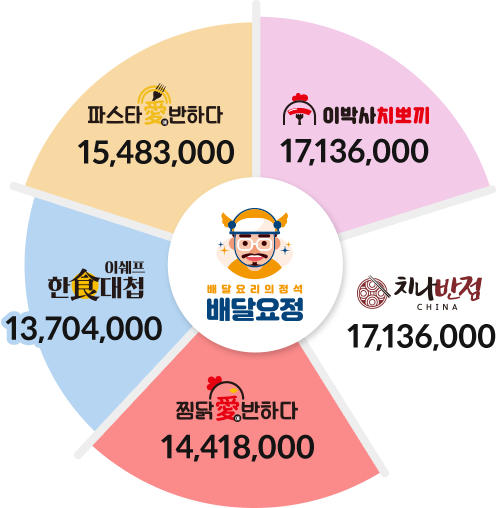 파스타愛반하다
15,483,000
이박사치뽀끼
17,136,000
이쉐프
한食대첩
13,704,000
배달요리의정석
배달요정
치나반점
CHINA
17,136,000
찜닭愛반하다
14,418,000